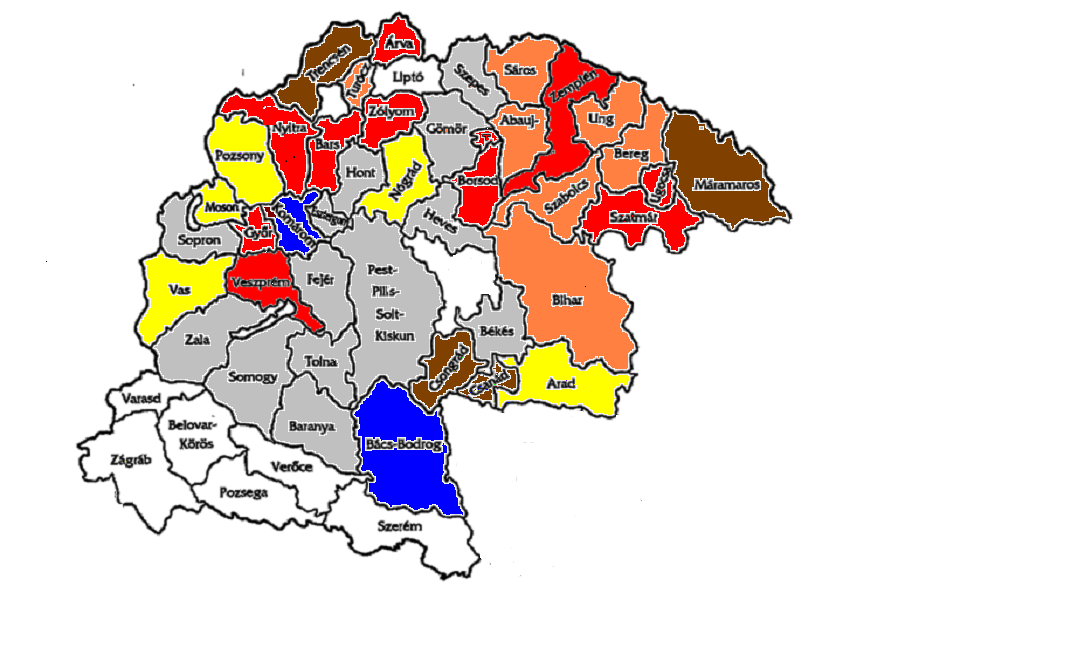 Árva
Trencsén
Turócz
Liptó
Szepes
Sáros
Zemplén
Zólyom
Nyitra
Bars
Gömör
Abauj-
Ung
Bereg
Máramaros
Pozsony
Hont
Nógrád
Borsod
Szabolcs
Ugocsa
Szatmár
Moson
Sopron
Győr
Komárom
Esztergom
Heves
Vas
Veszprém
Fejér
Pest-
Pilis-
Solt-
Kiskun
Bihar
Zala
Somogy
Tolna
Békés
Csongrád
Csanád
Arad
Varasd
Belovar-
Körös
Baranya
Bács-Bodrog
Zágráb
Verőce
Pozsega
Szerém